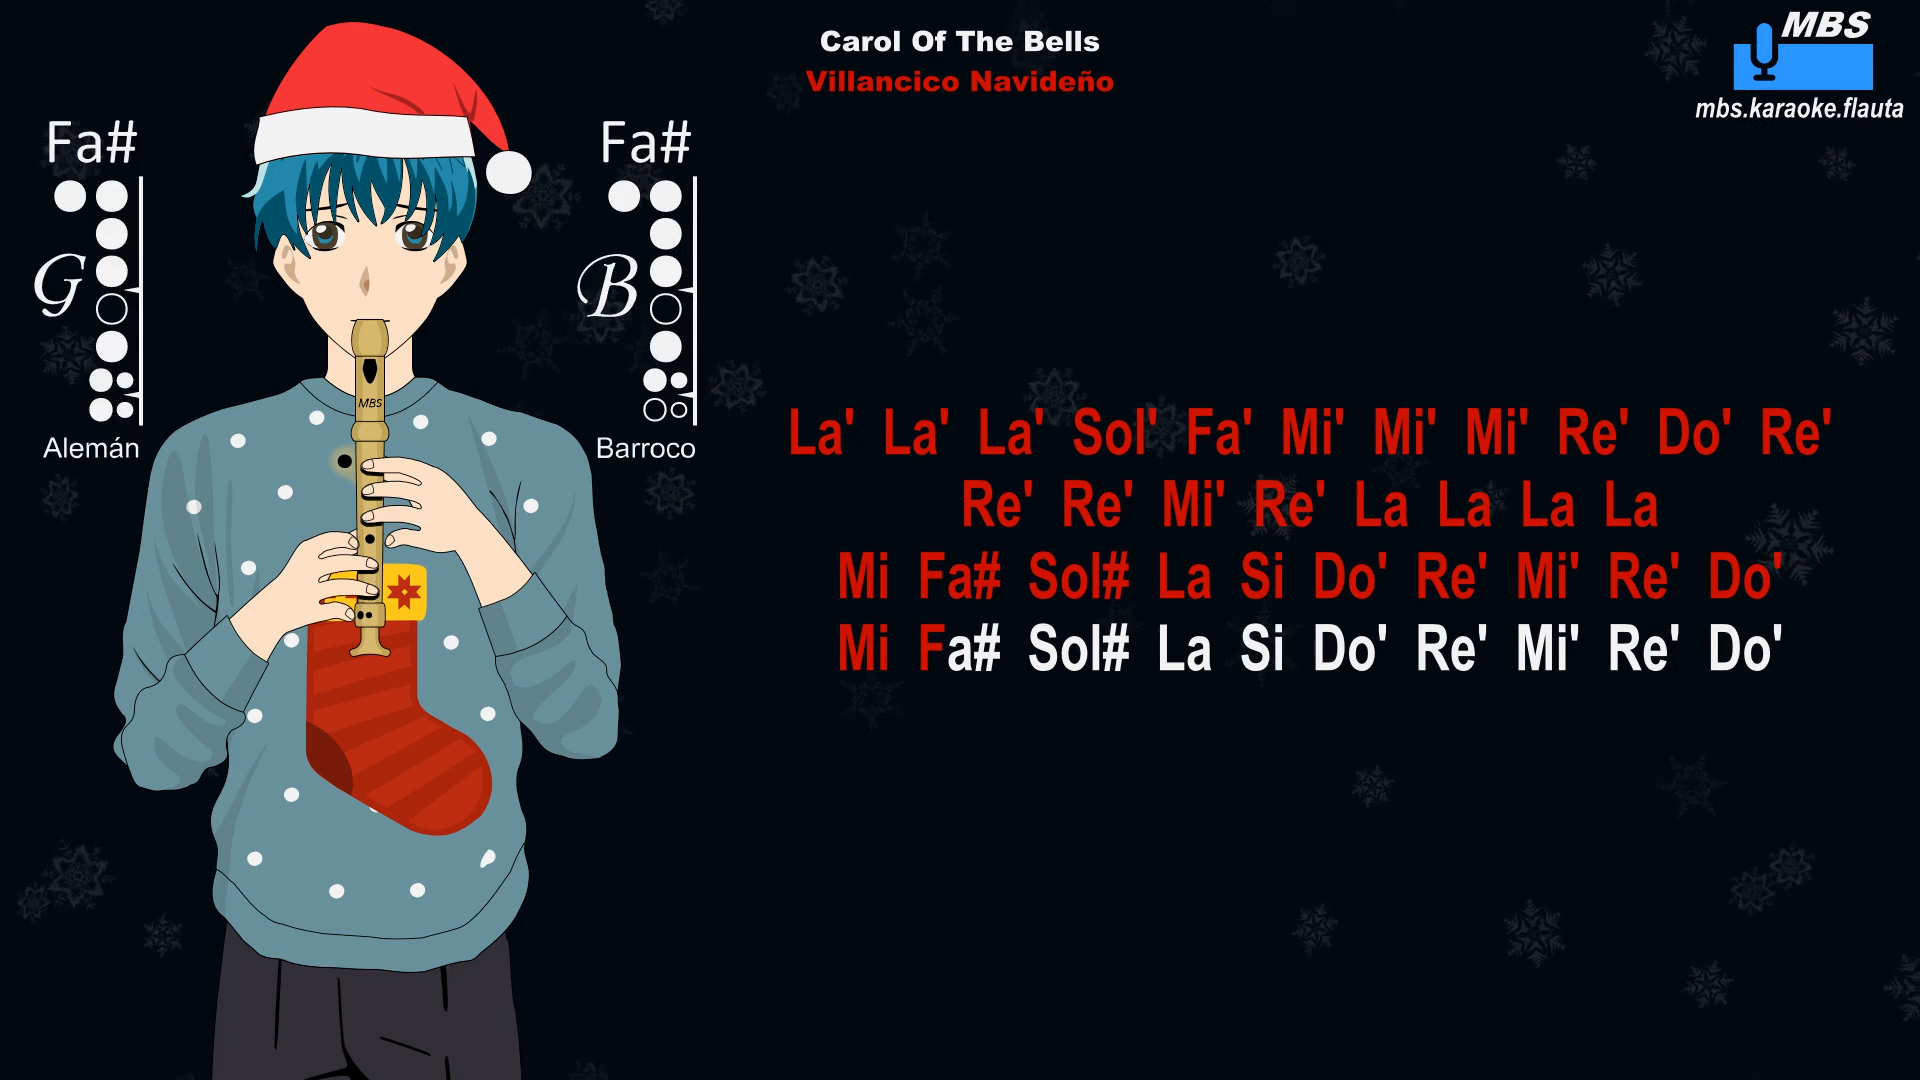 Carol Of The Bells
Villancico Navideño
MBS
mbs.karaoke.flauta
Fa#
G
Alemán
Fa#
B
Barroco
MBS
La' La' La' Sol' Fa' Mi' Mi' Mi' Re' Do' Re'
Re' Re' Mi' Re' La La La La
Mi Fa# Sol# La Si Do' Re' Mi' Re' Do'
Mi Fa# Sol# La Si Do' Re' Mi' Re' Do'